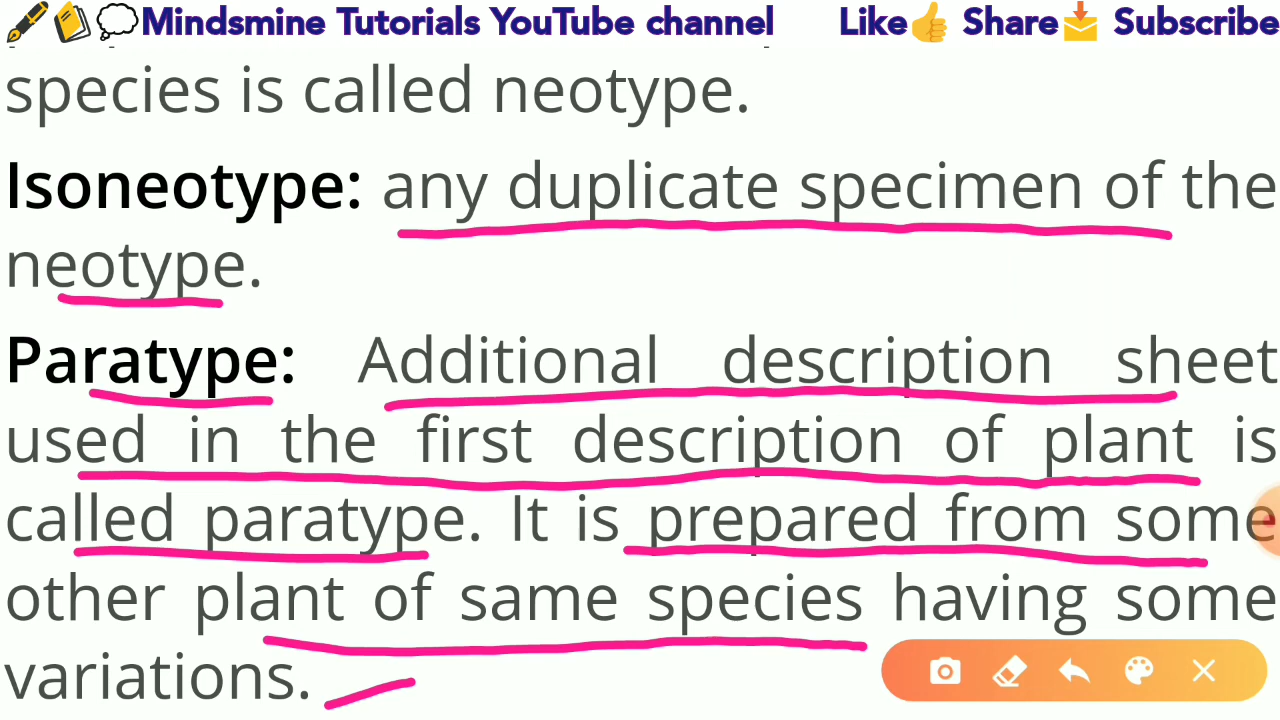 Mindsmine Tutorials YouTube channel Like Share Subscribe
species is called neotype.
Isoneotype: any duplicate specimen of the
neotype.
Paratype: Additional description sheet
used in the first description of plant is
called paratype. It is prepared from some
other plant of same species having some
variations.